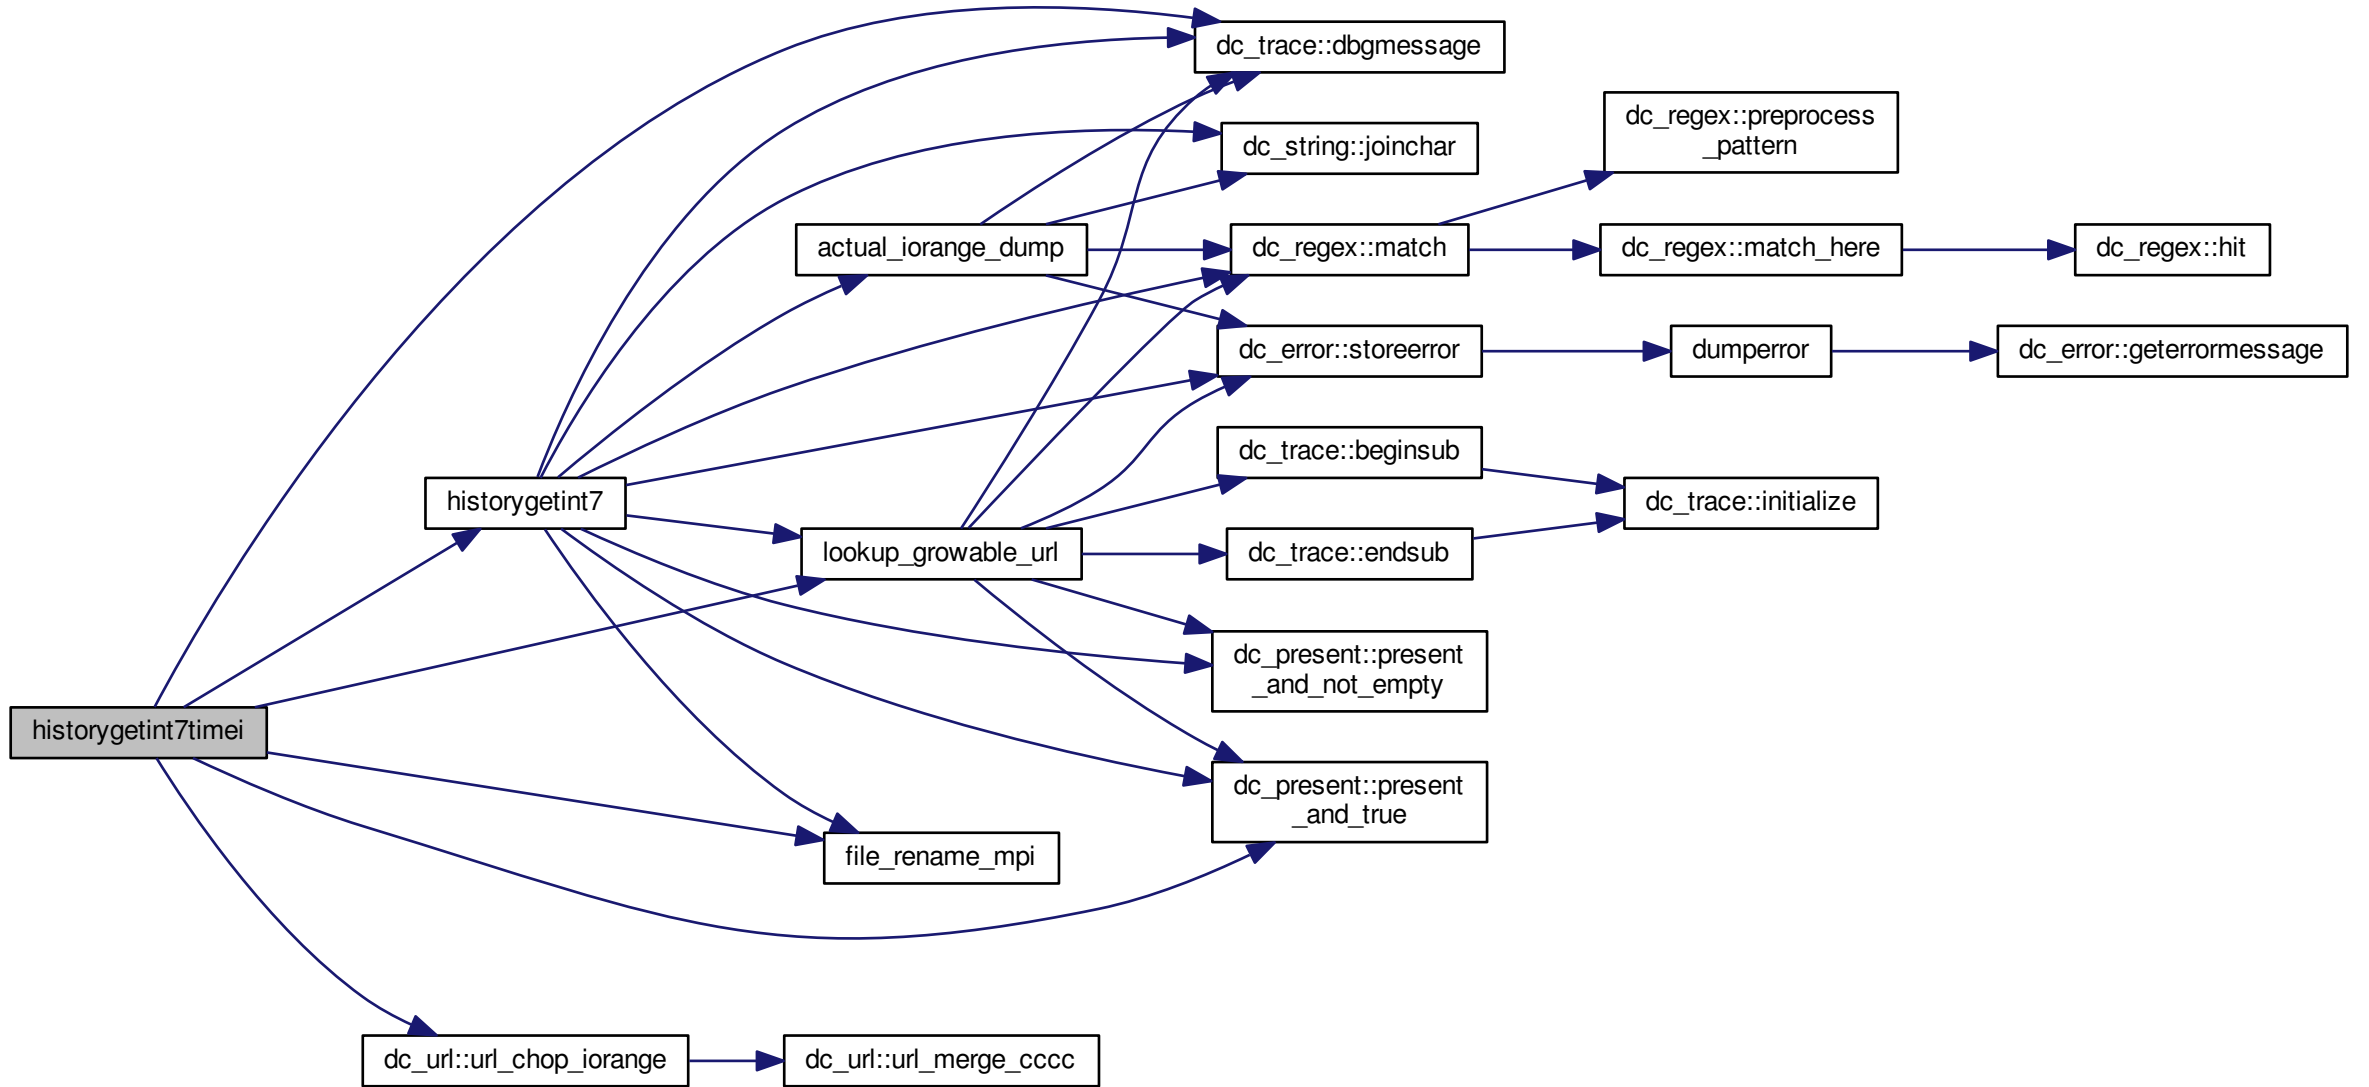 dc_trace::dbgmessage
dc_regex::preprocess
_pattern
dc_string::joinchar
actual_iorange_dump
dc_regex::match
dc_regex::match_here
dc_regex::hit
dc_error::storeerror
dumperror
dc_error::geterrormessage
dc_trace::beginsub
historygetint7
dc_trace::initialize
lookup_growable_url
dc_trace::endsub
dc_present::present
_and_not_empty
historygetint7timei
dc_present::present
_and_true
file_rename_mpi
dc_url::url_chop_iorange
dc_url::url_merge_cccc